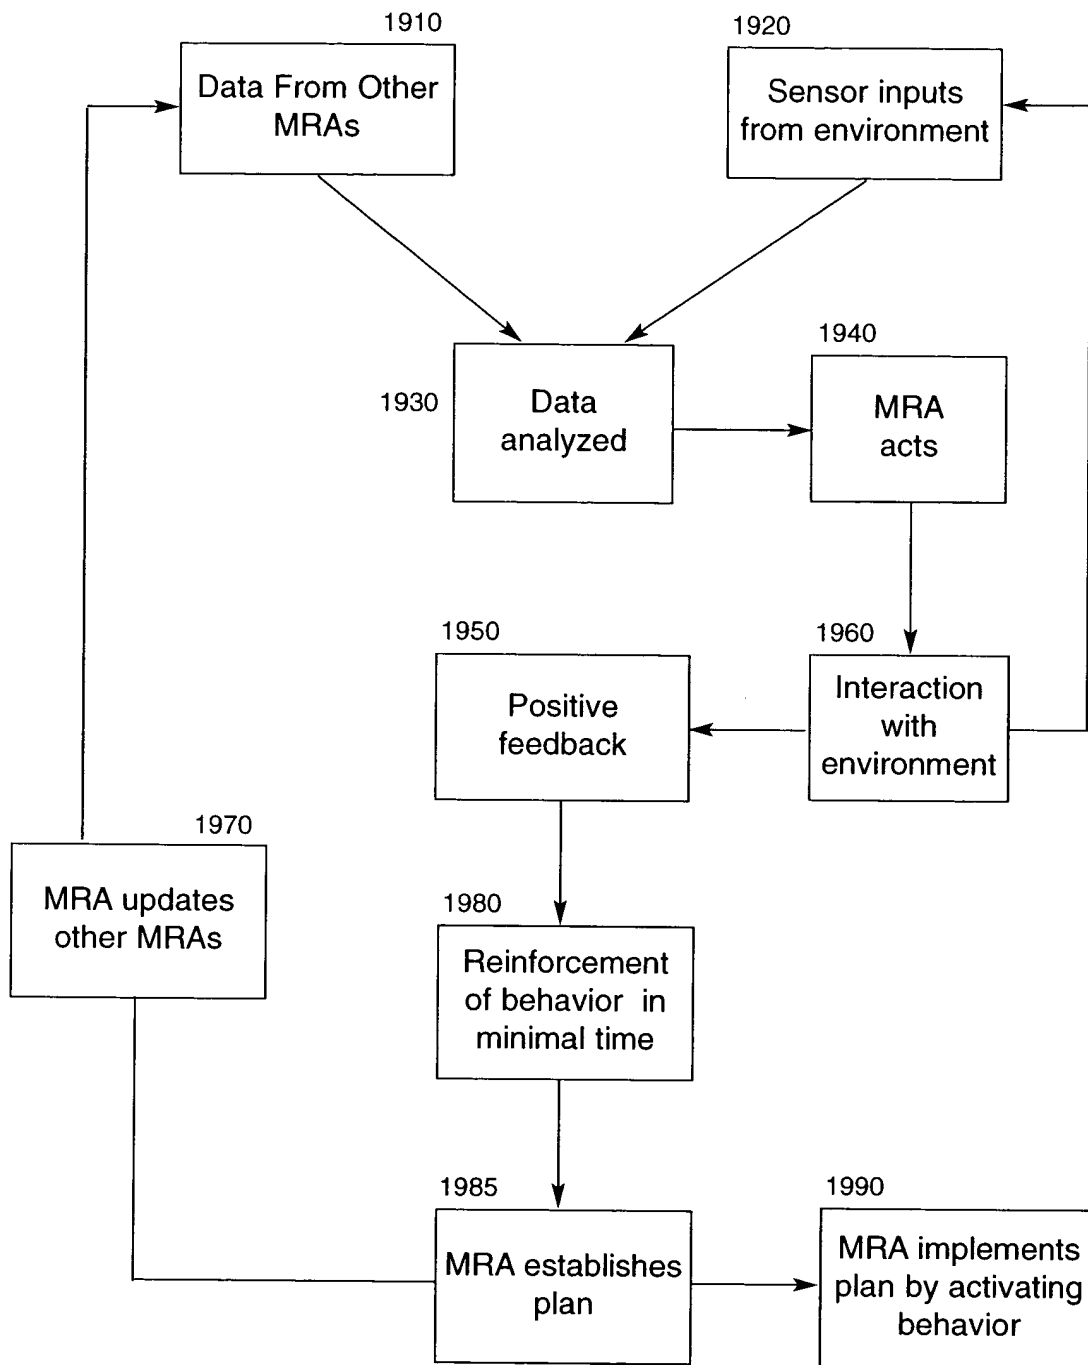 1910
Data From Other
MRAs
1920
Sensor inputs
from environment
1930
Data
analyzed
1940
MRA
acts
1950
Positive
feedback
1960
Interaction
with
environment
1970
MRA updates
other MRAs
1980
Reinforcement
of behavior in
minimal time
1985
MRA establishes
plan
1990
MRA implements
plan by activating
behavior